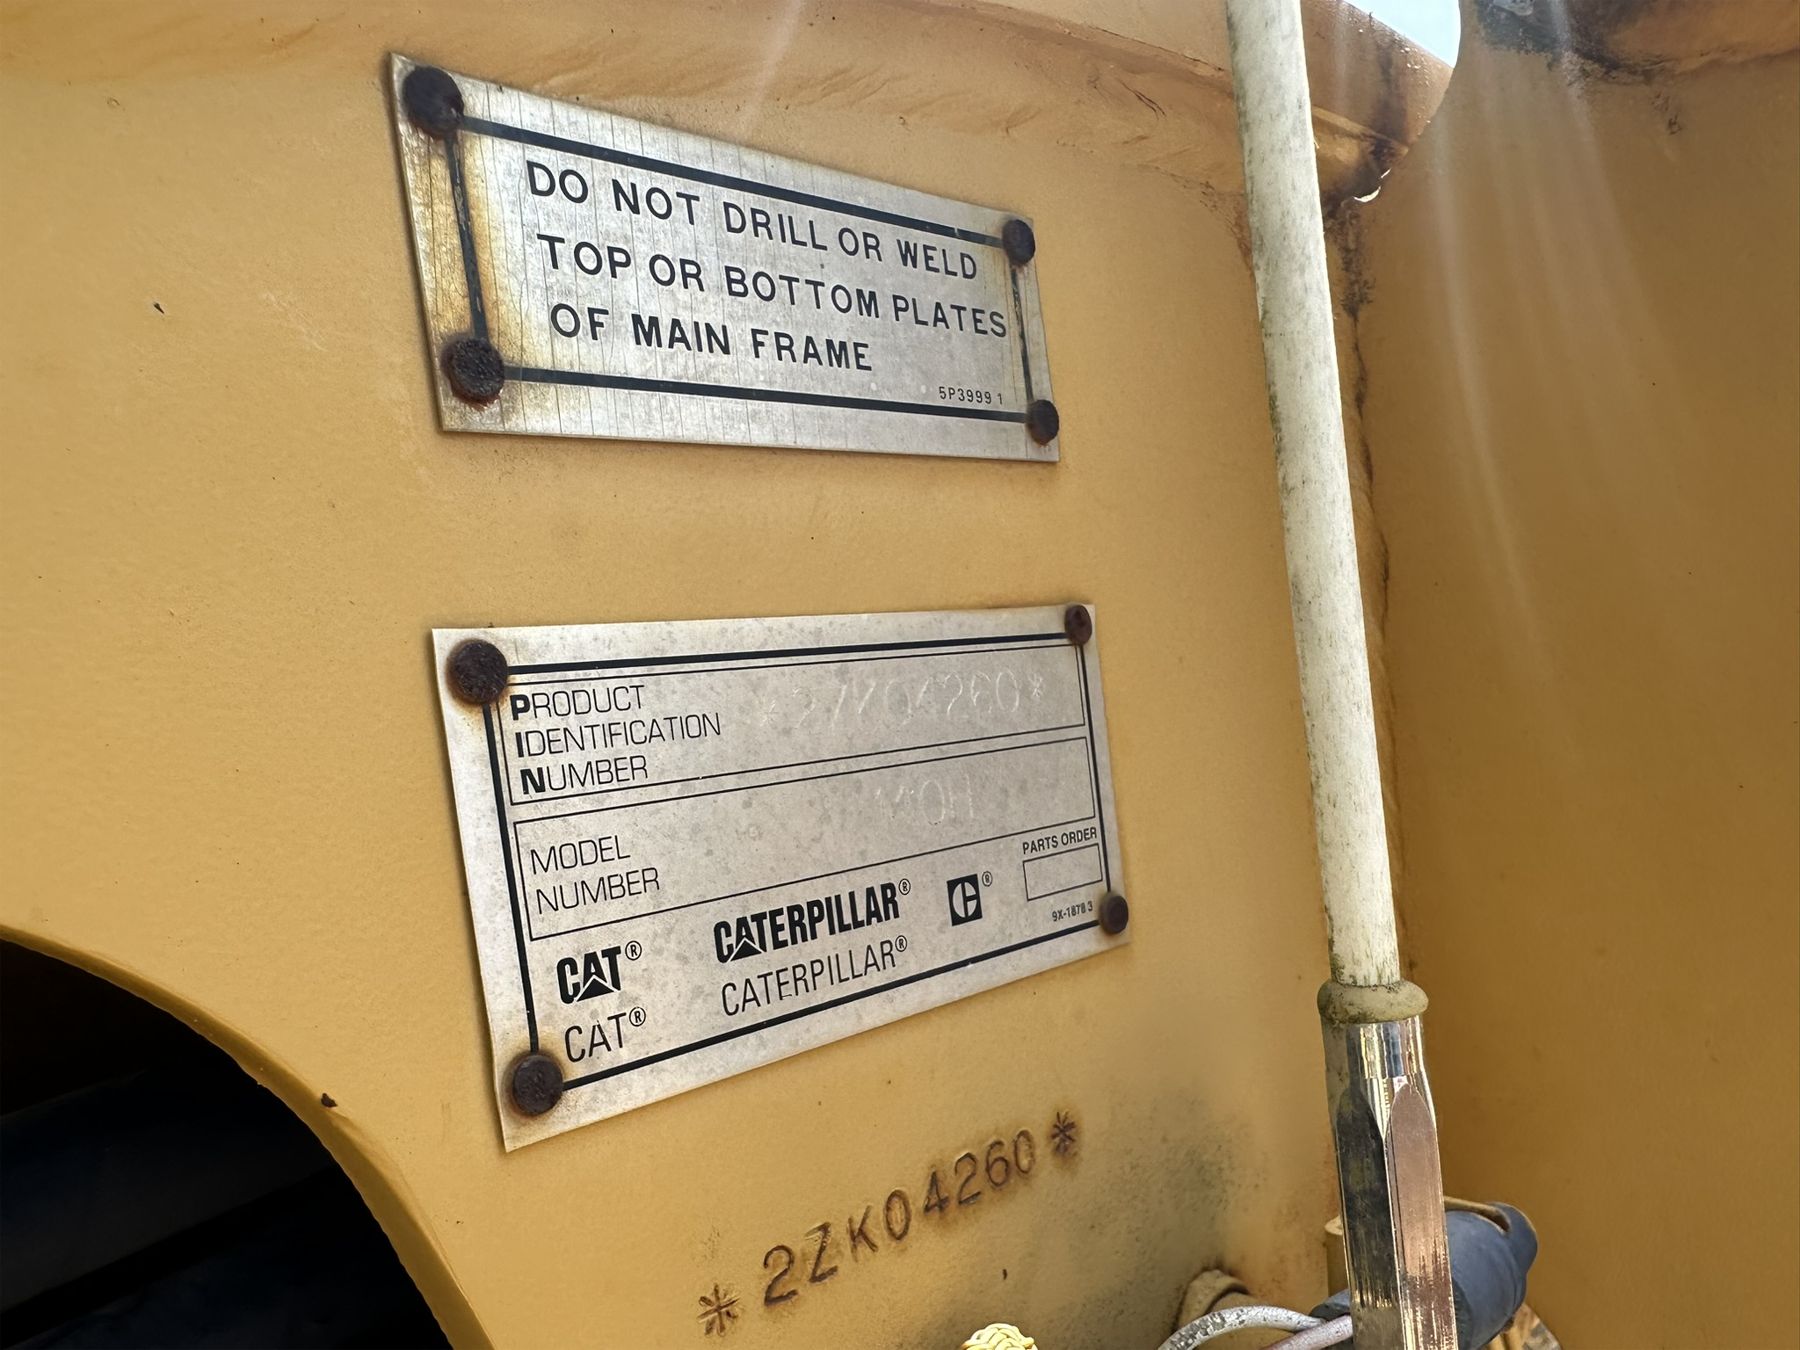 DO NOT DRILL OR WELD
TOP OR BOTTOM PLATES
OF MAIN FRAME
5P3999 1
PRODUCT
IDENTIFICATION
NUMBER
*2ZK04260*
MODEL
NUMBER
PARTS ORDER
9X-1878 3
CAT®
CATERPILLAR®
C®
CAT®
CATERPILLAR®
*2ZK04260*